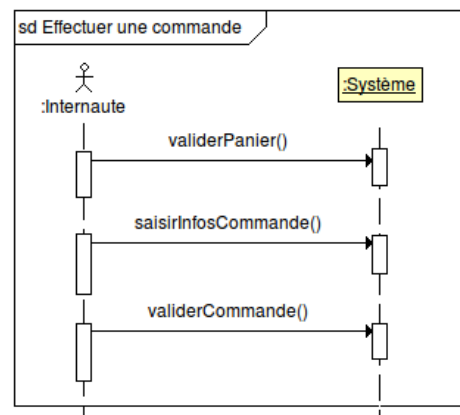 sd Effectuer une commande
:Internaute
:Système
validerPanier()
saisirInfosCommande()
validerCommande()